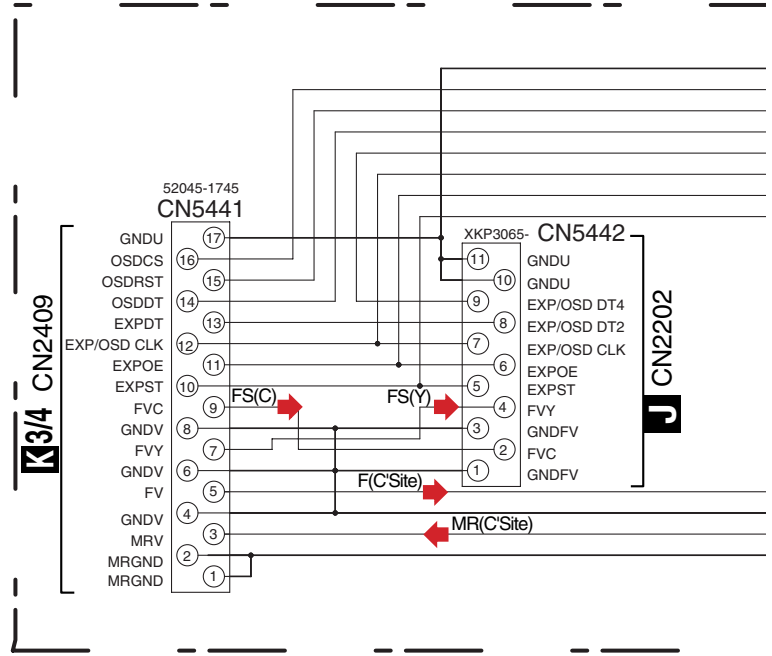 52045-1745
CN5441
K 3/4 CN2409
GNDU 17
OSDCS 16
OSDRST 15
OSDDT 14
EXPDT 13
EXP/OSD CLK 12
EXPOE 11
EXPST 10
FVC 9
GNDV 8
FVY 7
GNDV 6
FV 5
GNDV 4
MRV 3
MRGND 2
MRGND 1
FS(C)
FS(Y)
F(C'Site)
MR(C'Site)
XKP3065- CN5442
11 GNDU
10 GNDU
9 EXP/OSD DT4
8 EXP/OSD DT2
7 EXP/OSD CLK
6 EXPOE
5 EXPST
4 FVY
3 GNDFV
2 FVC
1 GNDFV
J CN2202